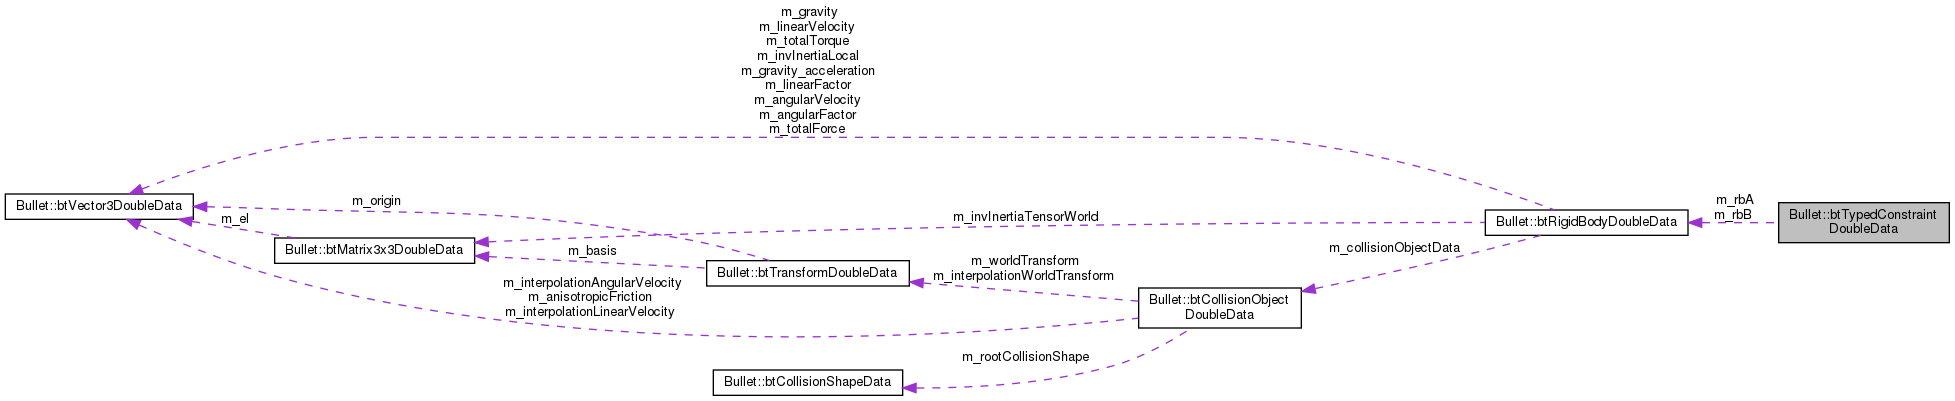 m_gravity
m_linearVelocity
m_totalTorque
m_invInertiaLocal
m_gravity_acceleration
m_linearFactor
m_angularVelocity
m_angularFactor
m_totalForce
Bullet::btVector3DoubleData
m_origin
m_el
Bullet::btMatrix3x3DoubleData
m_basis
m_interpolationAngularVelocity
m_anisotropicFriction
m_interpolationLinearVelocity
Bullet::btTransformDoubleData
m_invInertiaTensorWorld
m_worldTransform
m_interpolationWorldTransform
Bullet::btCollisionObject
DoubleData
m_rootCollisionShape
Bullet::btCollisionShapeData
m_collisionObjectData
Bullet::btRigidBodyDoubleData
m_rbA
m_rbB
Bullet::btTypedConstraint
DoubleData